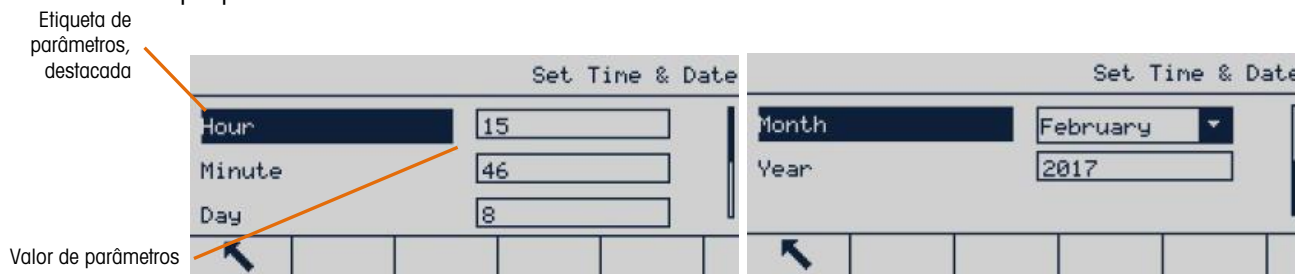 Etiqueta de
parâmetros,
destacada
Set Time & Date
Hour 15
Minute 46
Day 8
Valor de parâmetros
Set Time & Date
Month February
Year 2017